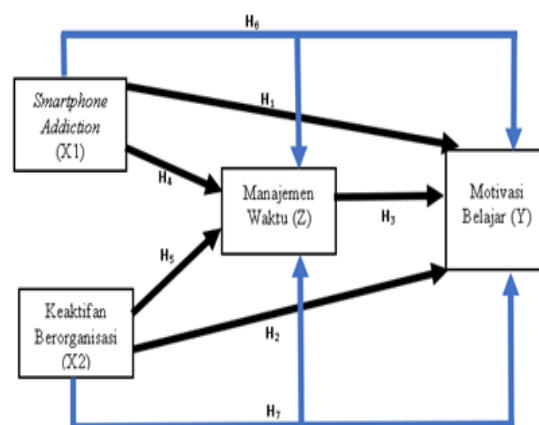 H6
Smartphone
Addiction
(X1)
H1
H4
Manajemen
Waktu (Z)
H3
Motivasi
Belajar (Y)
H5
Keaktifan
Berorganisasi
(X2)
H2
H7